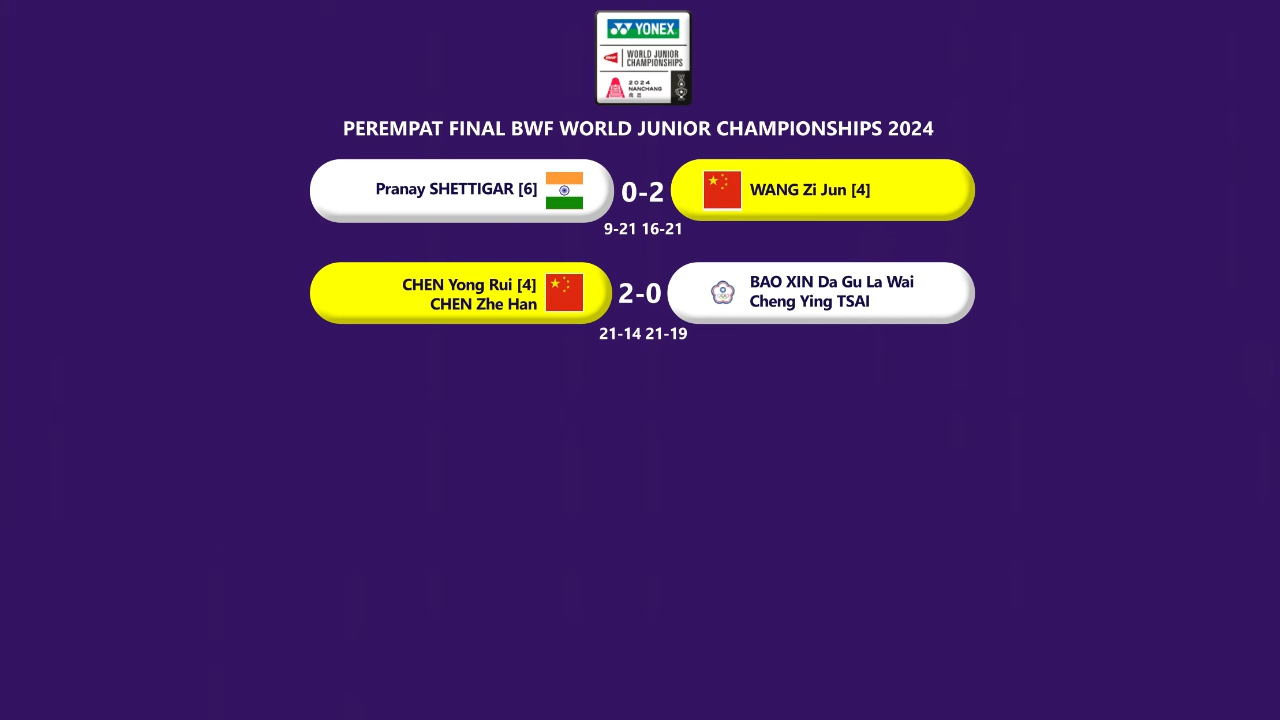 YONEX
WORLD JUNIOR
CHAMPIONSHIPS
2024
NANCHANG
PEREMPAT FINAL BWF WORLD JUNIOR CHAMPIONSHIPS 2024
Pranay SHETTIGAR [6]
0-2
WANG Zi Jun [4]
9-21 16-21
CHEN Yong Rui [4]
CHEN Zhe Han
2-0
BAO XIN Da Gu La Wai
Cheng Ying TSAI
21-14 21-19